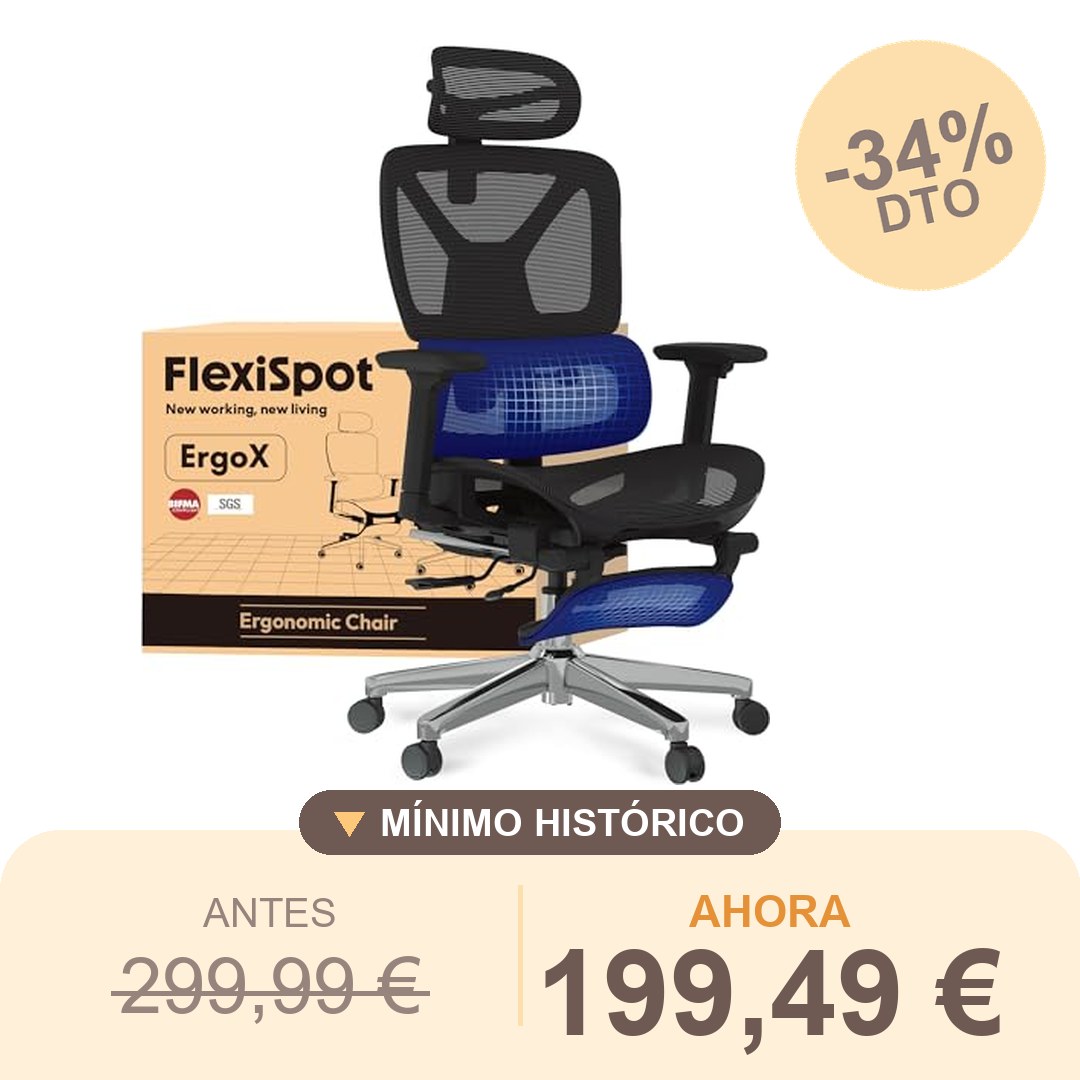 -34%
DTO
FlexiSpot
New working, new living
ErgoX
BIFMA
SGS
Ergonomic Chair
MÍNIMO HISTÓRICO
ANTES
299,99 €
AHORA
199,49 €